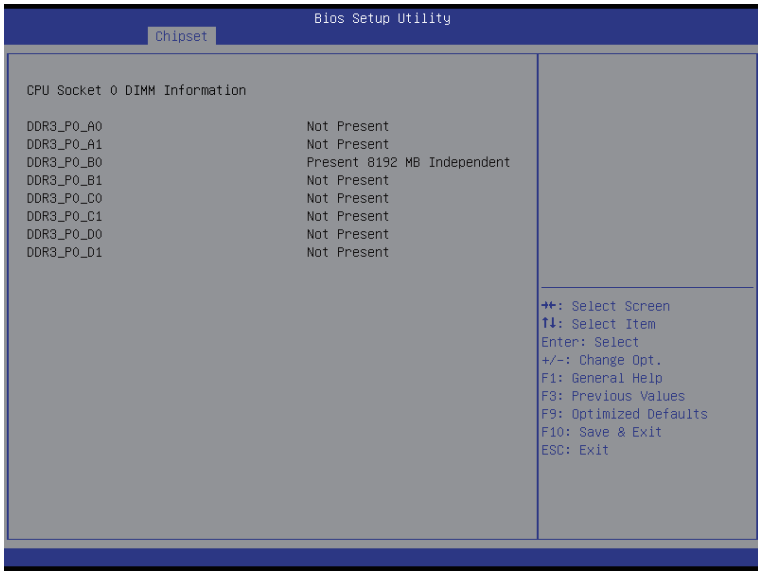 Bios Setup Utility
Chipset
CPU Socket 0 DIMM Information
DDR3_P0_A0 Not Present
DDR3_P0_A1 Not Present
DDR3_P0_B0 Present 8192 MB Independent
DDR3_P0_B1 Not Present
DDR3_P0_C0 Not Present
DDR3_P0_C1 Not Present
DDR3_P0_D0 Not Present
DDR3_P0_D1 Not Present
→←: Select Screen
↑↓: Select Item
Enter: Select
+/-: Change Opt.
F1: General Help
F3: Previous Values
F9: Optimized Defaults
F10: Save & Exit
ESC: Exit